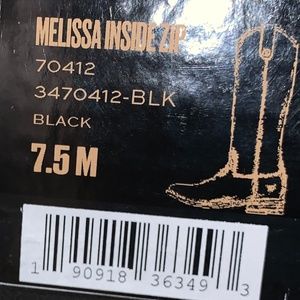 MELISSA INSIDE ZIP
70412
3470412-BLK
BLACK
7.5 M
1 90918 36349 3